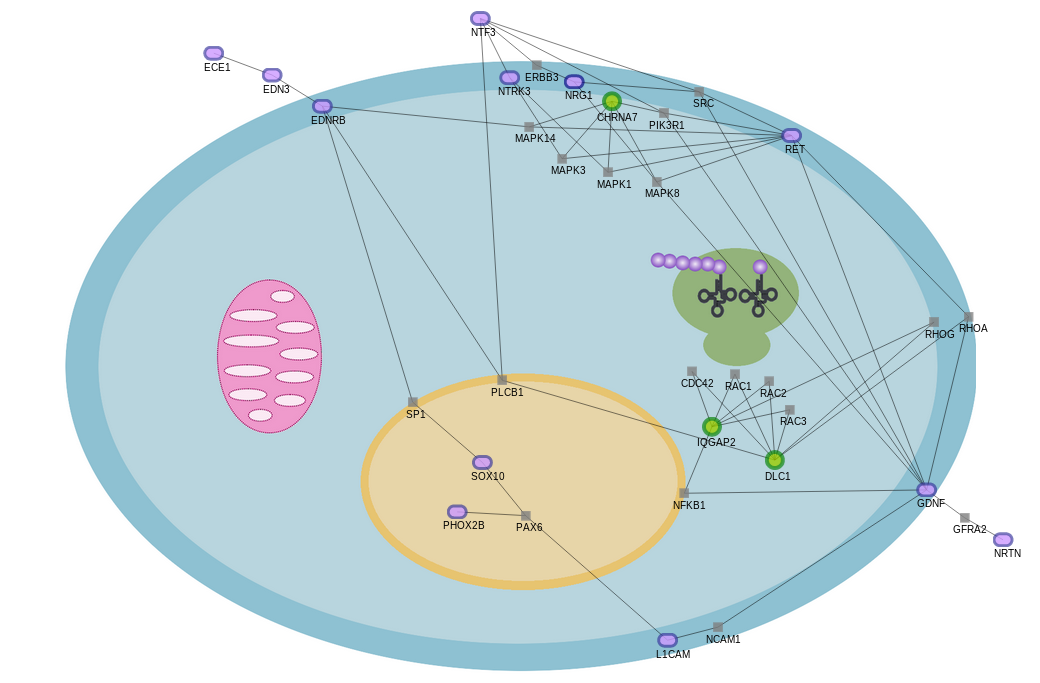 NTF3
ECE1
ERBB3
EDN3
NTRK3
NRG1
SRC
EDNRB
CHRNA7
PIK3R1
MAPK14
RET
MAPK3
MAPK1
MAPK8
RHOG
RHOA
CDC42
RAC1
RAC2
PLCB1
SP1
RAC3
IQGAP2
SOX10
DLC1
NFKB1
GDNF
PHOX2B
PAX6
GFRA2
NRTN
NCAM1
L1CAM